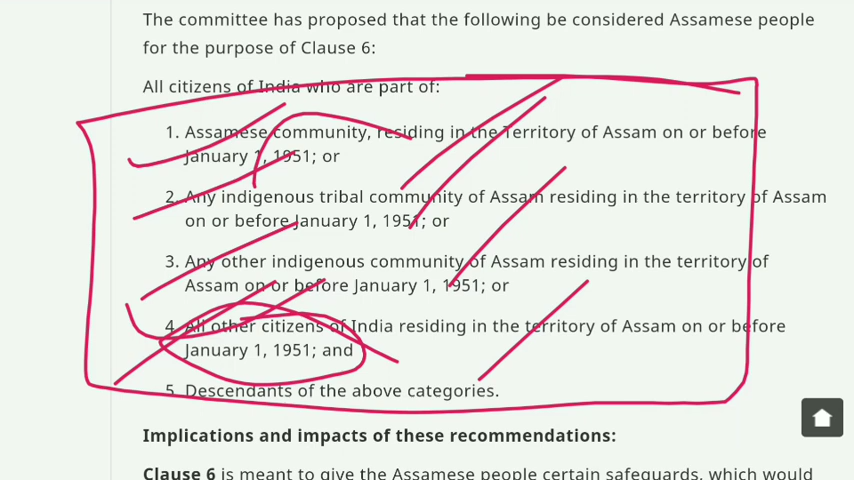 The committee has proposed that the following be considered Assamese people
for the purpose of Clause 6:
All citizens of India who are part of:
1. Assamese community, residing in the Territory of Assam on or before
January 1, 1951; or
2. Any indigenous tribal community of Assam residing in the territory of Assam
on or before January 1, 1951; or
3. Any other indigenous community of Assam residing in the territory of
Assam on or before January 1, 1951; or
4. All other citizens of India residing in the territory of Assam on or before
January 1, 1951; and
5. Descendants of the above categories.
Implications and impacts of these recommendations:
Clause 6 is meant to give the Assamese people certain safeguards, which would